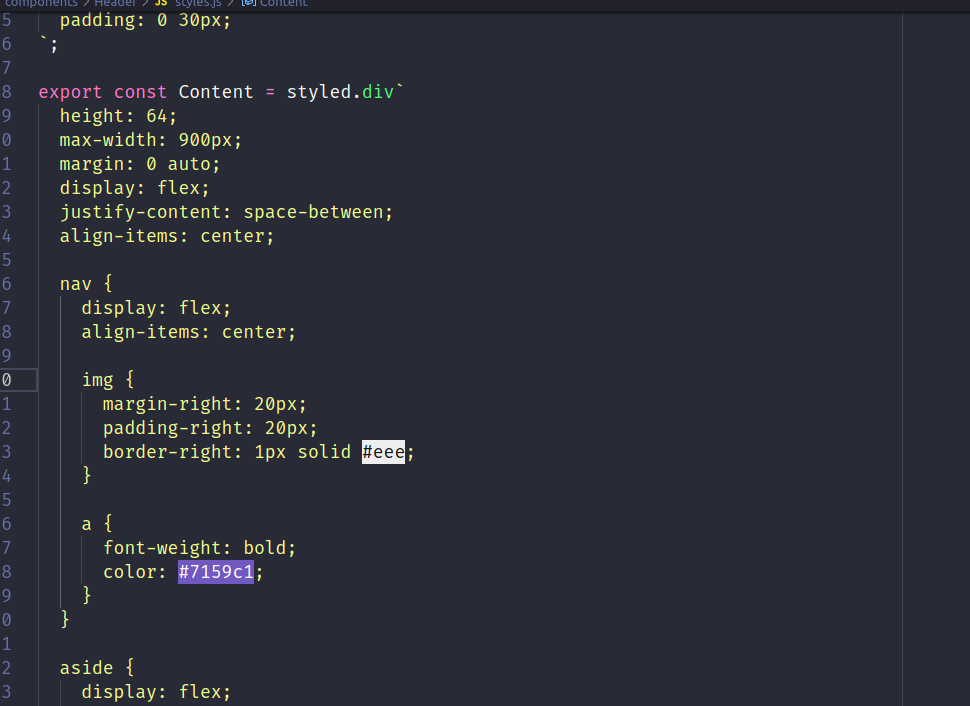 components > Header > JS styles.js > Content
5 padding: 0 30px;
6 `;
7
8 export const Content = styled.div`
9 height: 64;
0 max-width: 900px;
1 margin: 0 auto;
2 display: flex;
3 justify-content: space-between;
4 align-items: center;
5
6 nav {
7 display: flex;
8 align-items: center;
9
0 img {
1 margin-right: 20px;
2 padding-right: 20px;
3 border-right: 1px solid #eee;
4 }
5
6 a {
7 font-weight: bold;
8 color: #7159c1;
9 }
0 }
1
2 aside {
3 display: flex;